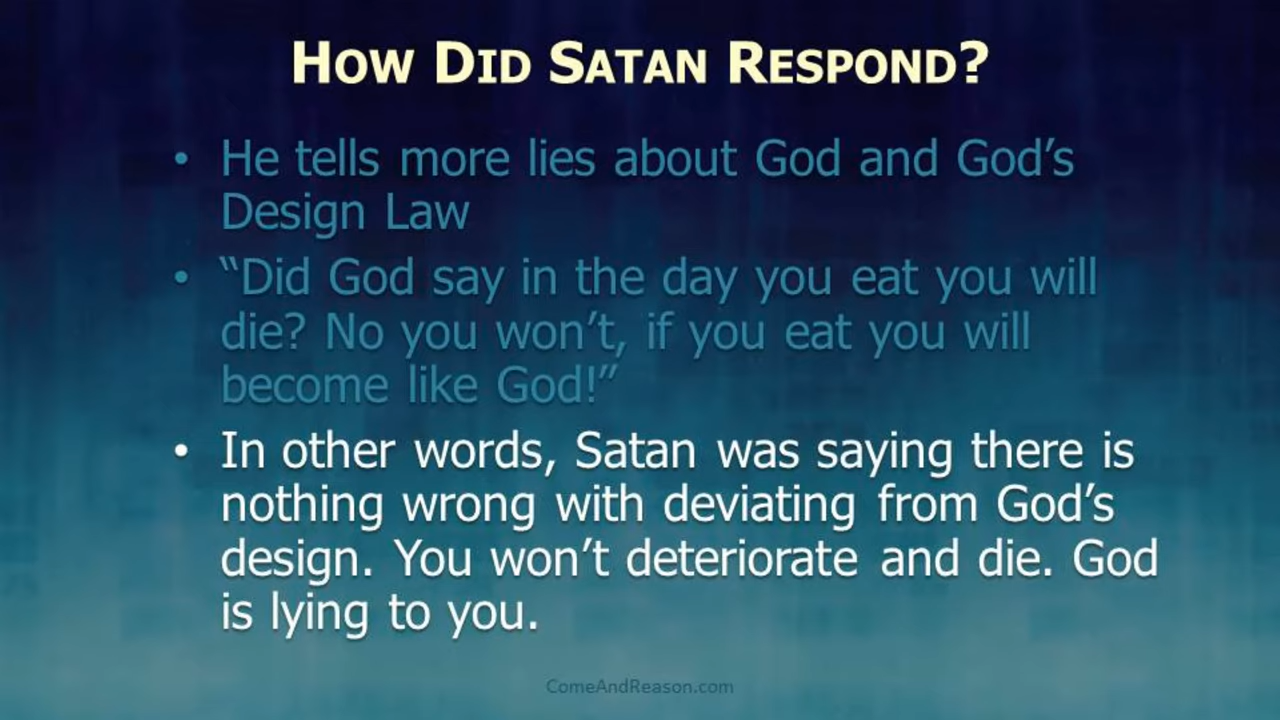 How Did Satan Respond?
• He tells more lies about God and God’s
Design Law
• “Did God say in the day you eat you will
die? No you won’t, if you eat you will
become like God!”
• In other words, Satan was saying there is
nothing wrong with deviating from God’s
design. You won’t deteriorate and die. God
is lying to you.
ComeAndReason.com